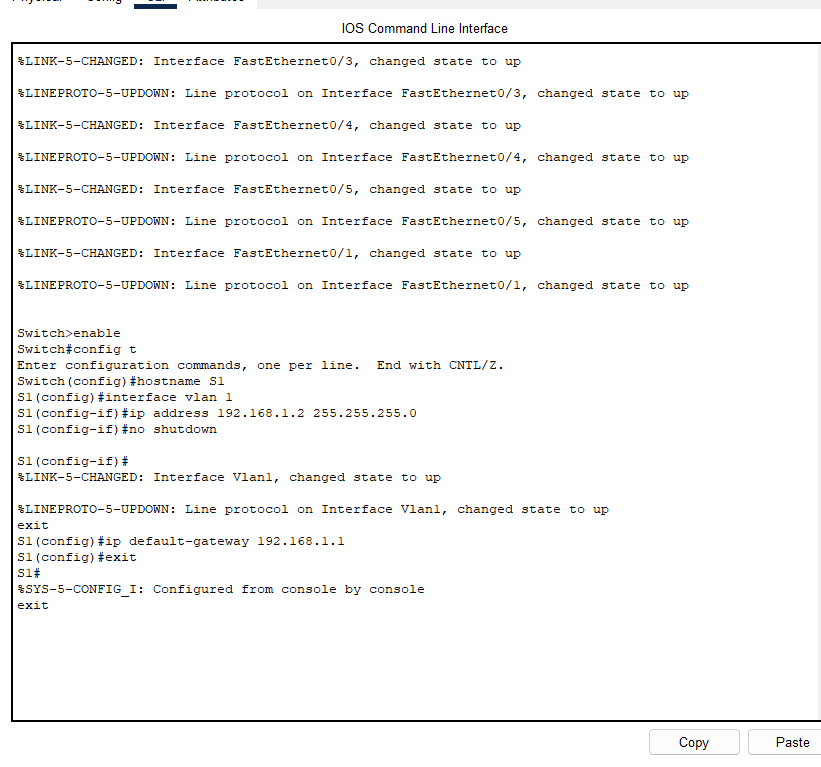 Physical Config CLI Attributes
IOS Command Line Interface
%LINK-5-CHANGED: Interface FastEthernet0/3, changed state to up
%LINEPROTO-5-UPDOWN: Line protocol on Interface FastEthernet0/3, changed state to up
%LINK-5-CHANGED: Interface FastEthernet0/4, changed state to up
%LINEPROTO-5-UPDOWN: Line protocol on Interface FastEthernet0/4, changed state to up
%LINK-5-CHANGED: Interface FastEthernet0/5, changed state to up
%LINEPROTO-5-UPDOWN: Line protocol on Interface FastEthernet0/5, changed state to up
%LINK-5-CHANGED: Interface FastEthernet0/1, changed state to up
%LINEPROTO-5-UPDOWN: Line protocol on Interface FastEthernet0/1, changed state to up
Switch>enable
Switch#config t
Enter configuration commands, one per line.  End with CNTL/Z.
Switch(config)#hostname S1
S1(config)#interface vlan 1
S1(config-if)#ip address 192.168.1.2 255.255.255.0
S1(config-if)#no shutdown
S1(config-if)#
%LINK-5-CHANGED: Interface Vlan1, changed state to up
%LINEPROTO-5-UPDOWN: Line protocol on Interface Vlan1, changed state to up
exit
S1(config)#ip default-gateway 192.168.1.1
S1(config)#exit
S1#
%SYS-5-CONFIG_I: Configured from console by console
exit
Copy Paste